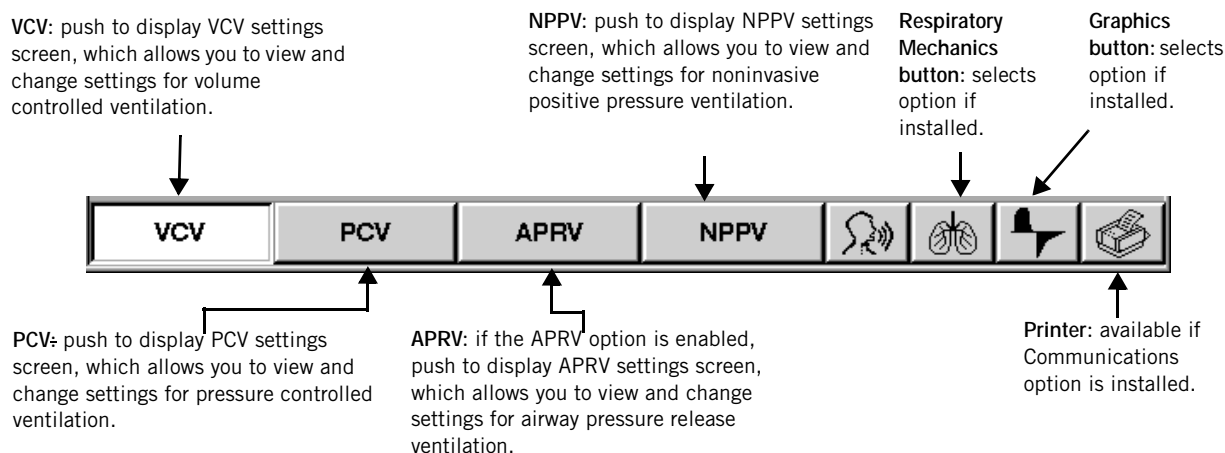 VCV: push to display VCV settings
screen, which allows you to view and
change settings for volume
controlled ventilation.
NPPV: push to display NPPV settings
screen, which allows you to view and
change settings for noninvasive
positive pressure ventilation.
Respiratory
Mechanics
button: selects
option if
installed.
Graphics
button: selects
option if
installed.
VCV PCV APRV NPPV
PCV: push to display PCV settings
screen, which allows you to view and
change settings for pressure controlled
ventilation.
APRV: if the APRV option is enabled,
push to display APRV settings screen,
which allows you to view and change
settings for airway pressure release
ventilation.
Printer: available if
Communications
option is installed.